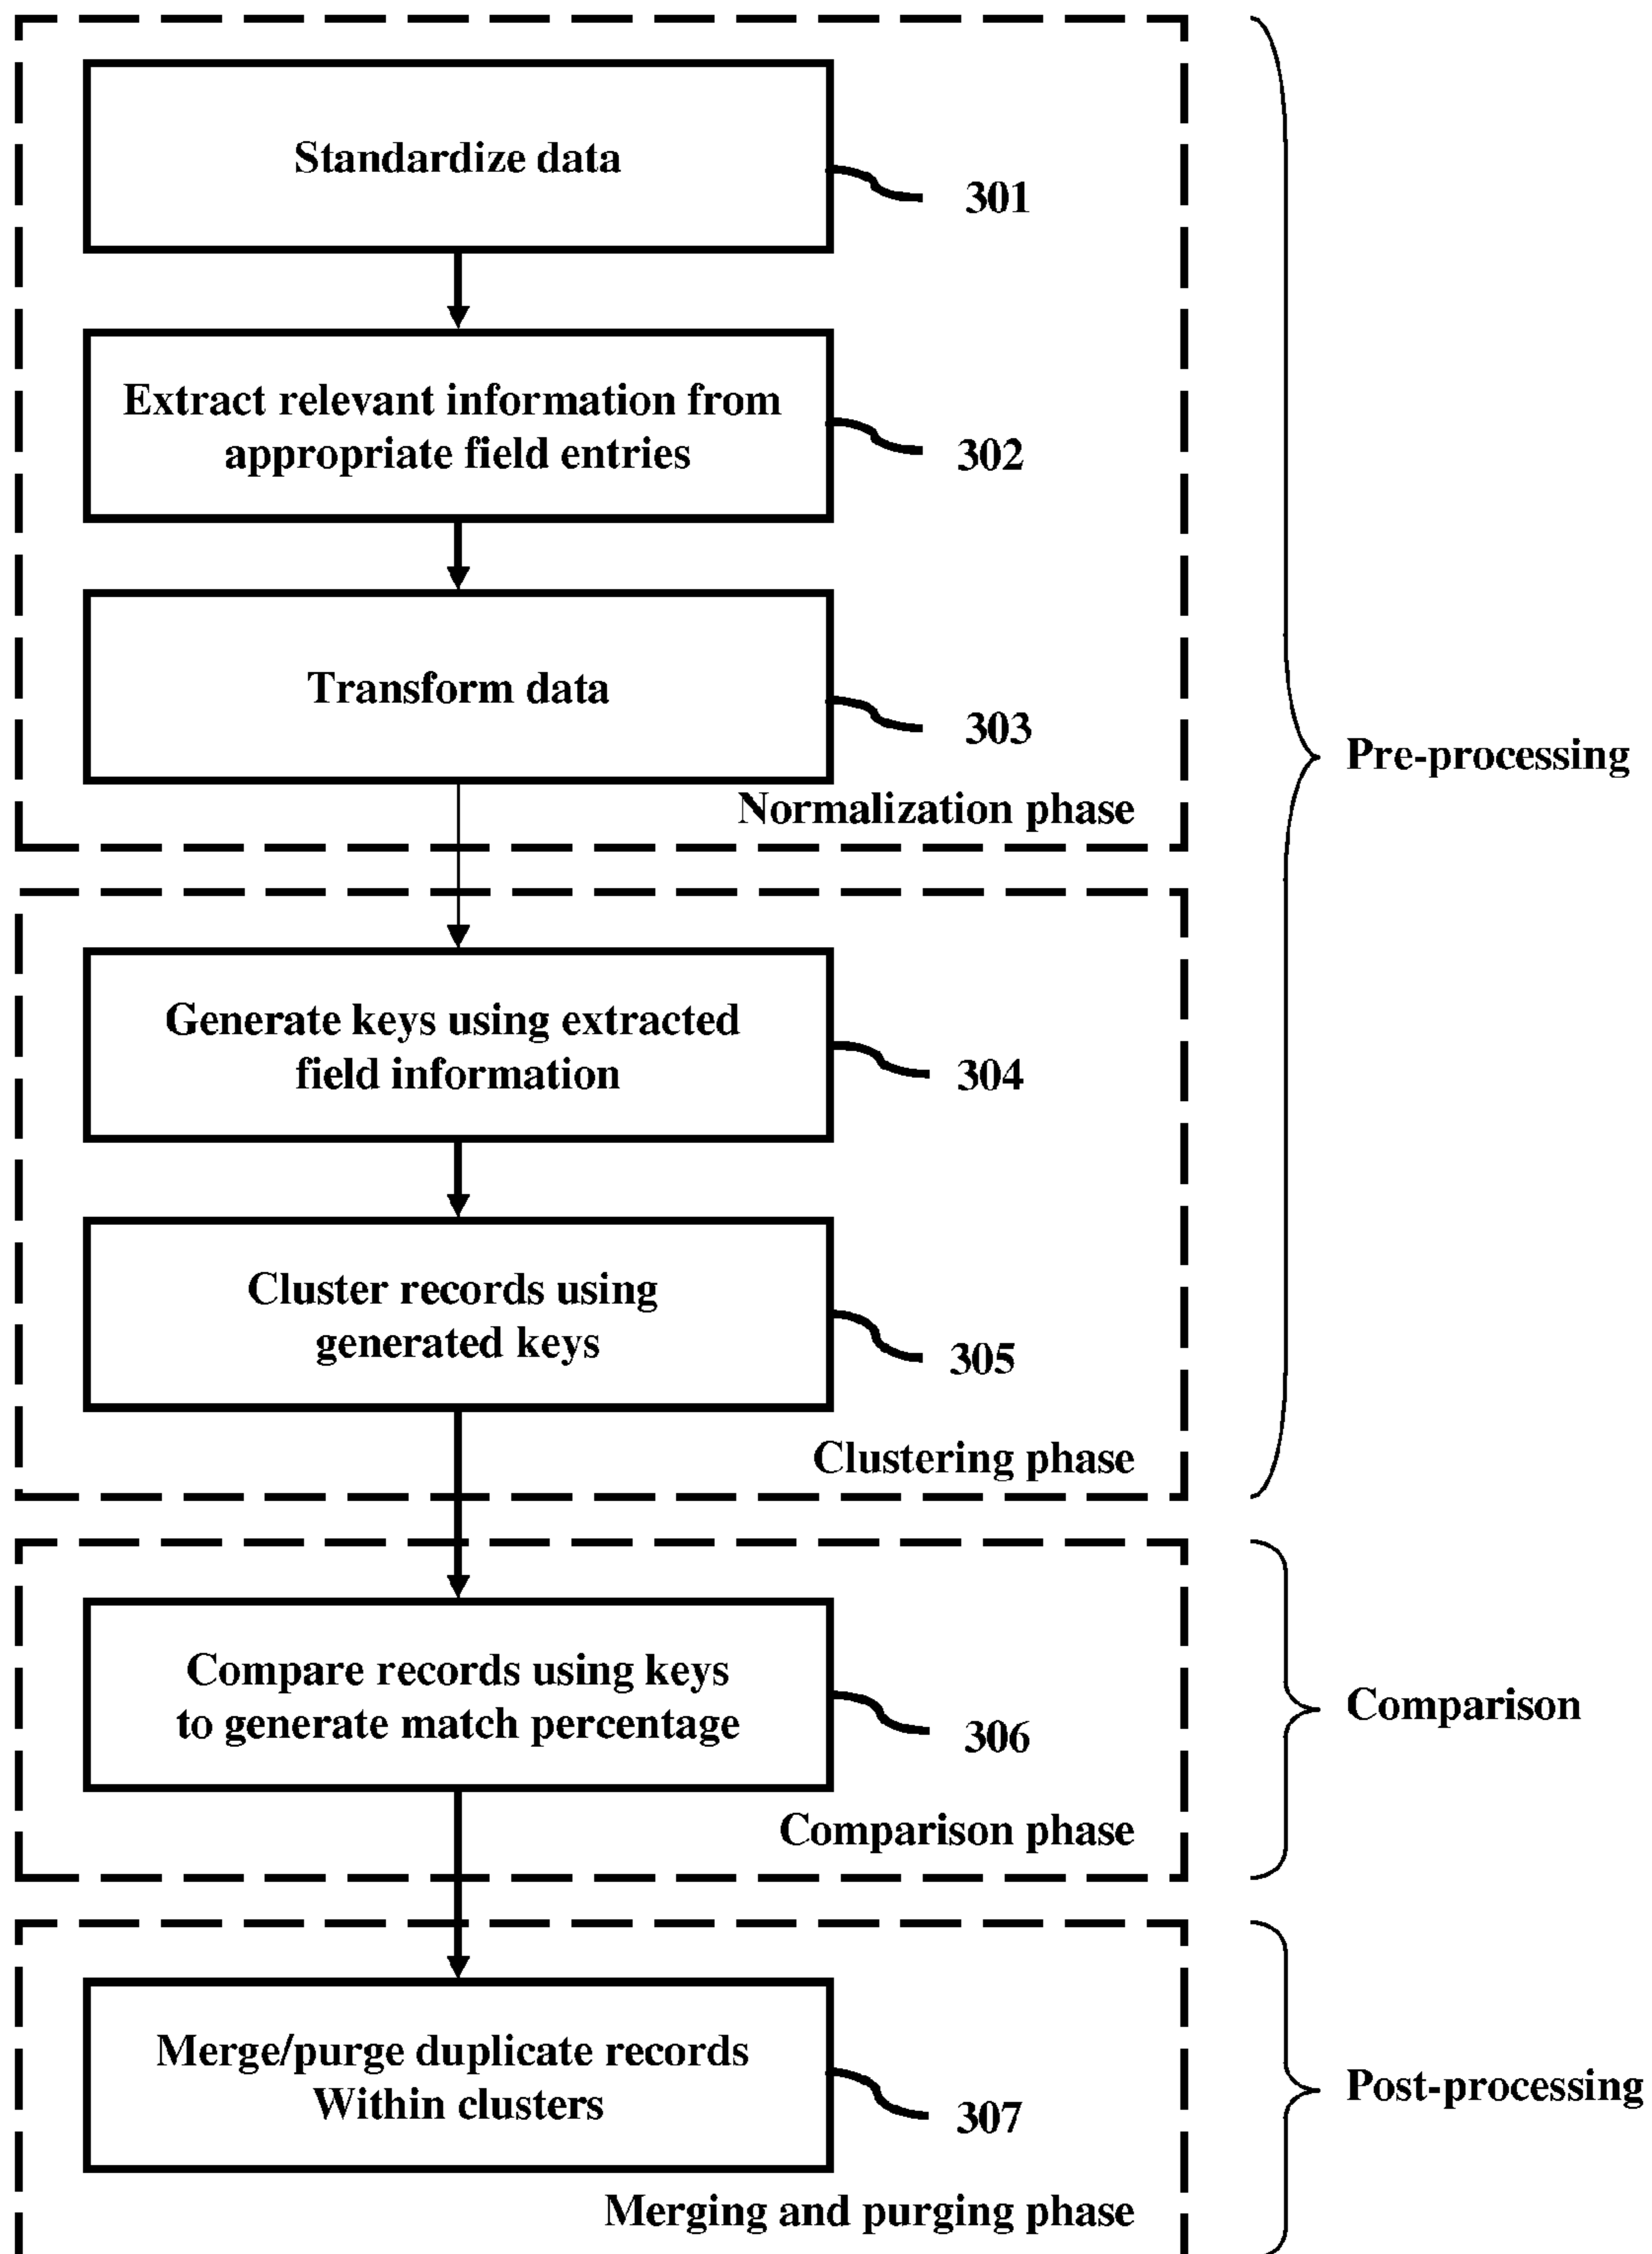 Standardize data
301
Extract relevant information from
appropriate field entries
302
Transform data
303
Normalization phase
Pre-processing
Generate keys using extracted
field information
304
Cluster records using
generated keys
305
Clustering phase
Compare records using keys
to generate match percentage
306
Comparison phase
Comparison
Merge/purge duplicate records
Within clusters
307
Merging and purging phase
Post-processing